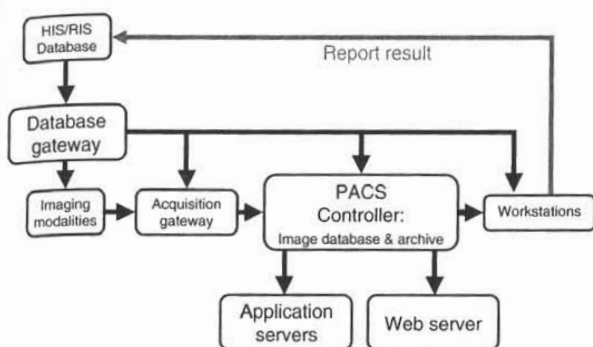 HIS/RIS
Database
Report result
Database
gateway
Imaging
modalities
Acquisition
gateway
PACS
Controller:
Image database & archive
Workstations
Application
servers
Web server